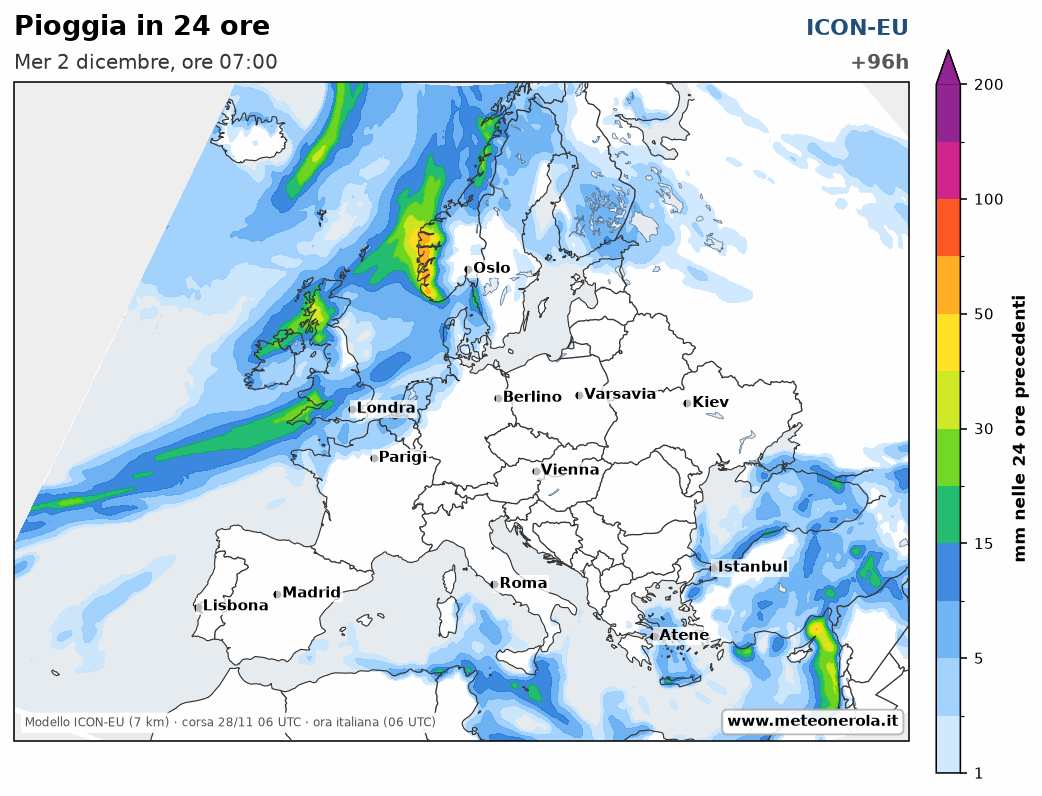 Pioggia in 24 ore
ICON-EU
Mer 2 dicembre, ore 07:00
+96h
200
100
50
30
15
5
1
mm nelle 24 ore precedenti
Oslo
Berlino
Varsavia
Kiev
Londra
Parigi
Vienna
Istanbul
Roma
Madrid
Lisbona
Atene
Modello ICON-EU (7 km) · corsa 28/11 06 UTC · ora italiana (06 UTC)
www.meteonerola.it